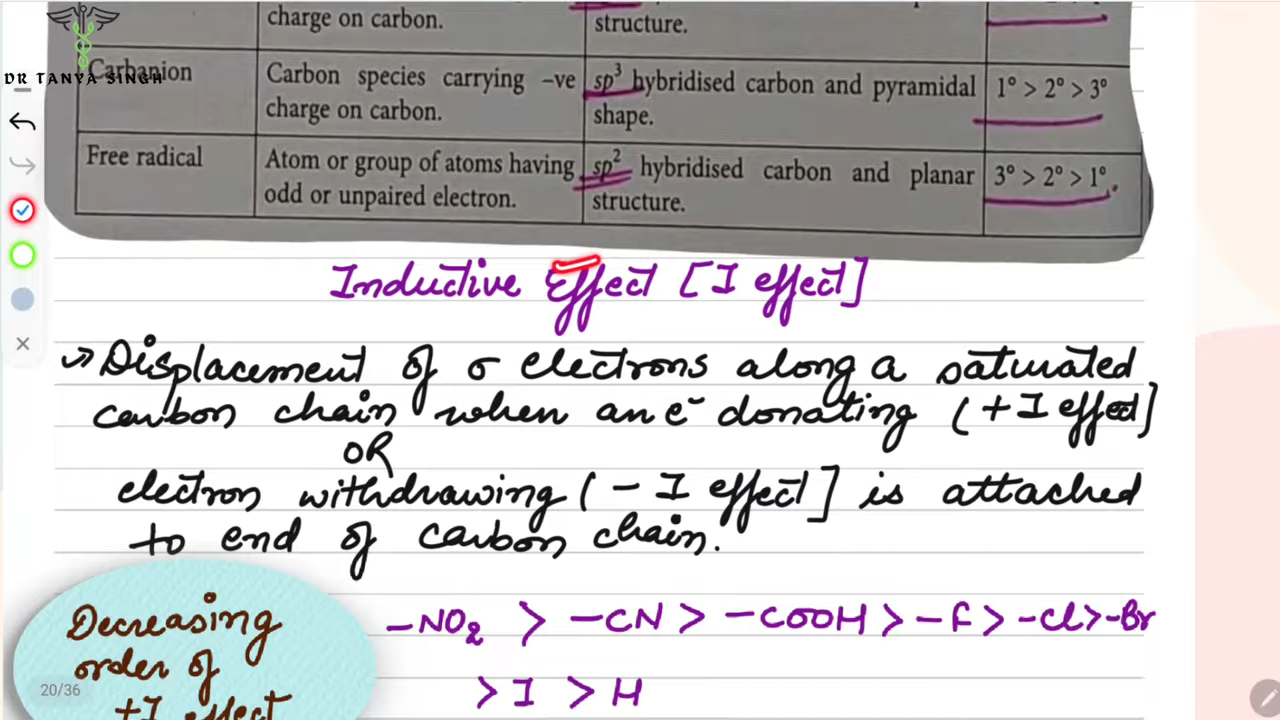 charge on carbon.
structure.
DR TANYA SINGH
Carbanion
Carbon species carrying –ve
charge on carbon.
sp³ hybridised carbon and pyramidal
shape.
1° > 2° > 3°
Free radical
Atom or group of atoms having
odd or unpaired electron.
sp² hybridised carbon and planar
structure.
3° > 2° > 1°.
Inductive Effect [I effect]
→ Displacement of σ electrons along a saturated
carbon chain when an e⁻ donating (+I effect]
OR
electron withdrawing (– I effect] is attached
to end of carbon chain.
Decreasing
order of
+I effect
–NO₂ > –CN > –COOH > –F > –Cl > –Br
> I > H
20/36